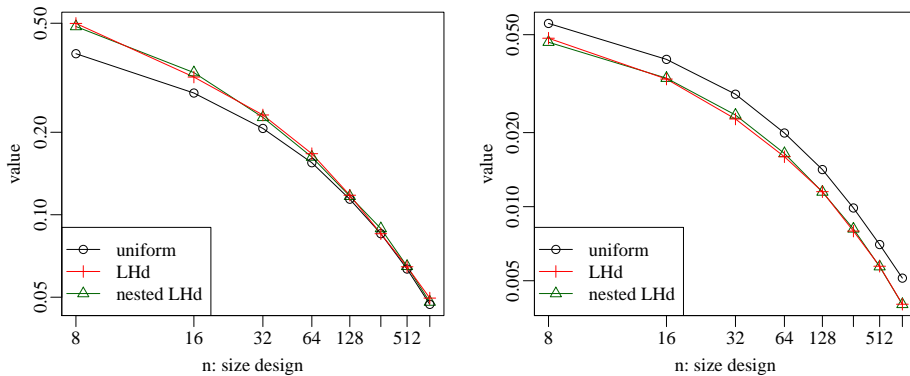 0.50
0.20
0.10
0.05
value
uniform
LHd
nested LHd
8 16 32 64 128 512
n: size design
0.050
0.020
0.010
0.005
value
uniform
LHd
nested LHd
8 16 32 64 128 512
n: size design